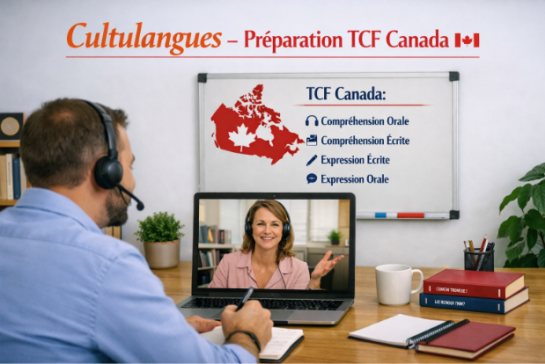 Cultulangues – Préparation TCF Canada
TCF Canada:
Compréhension Orale
Compréhension Écrite
Expression Écrite
Expression Orale